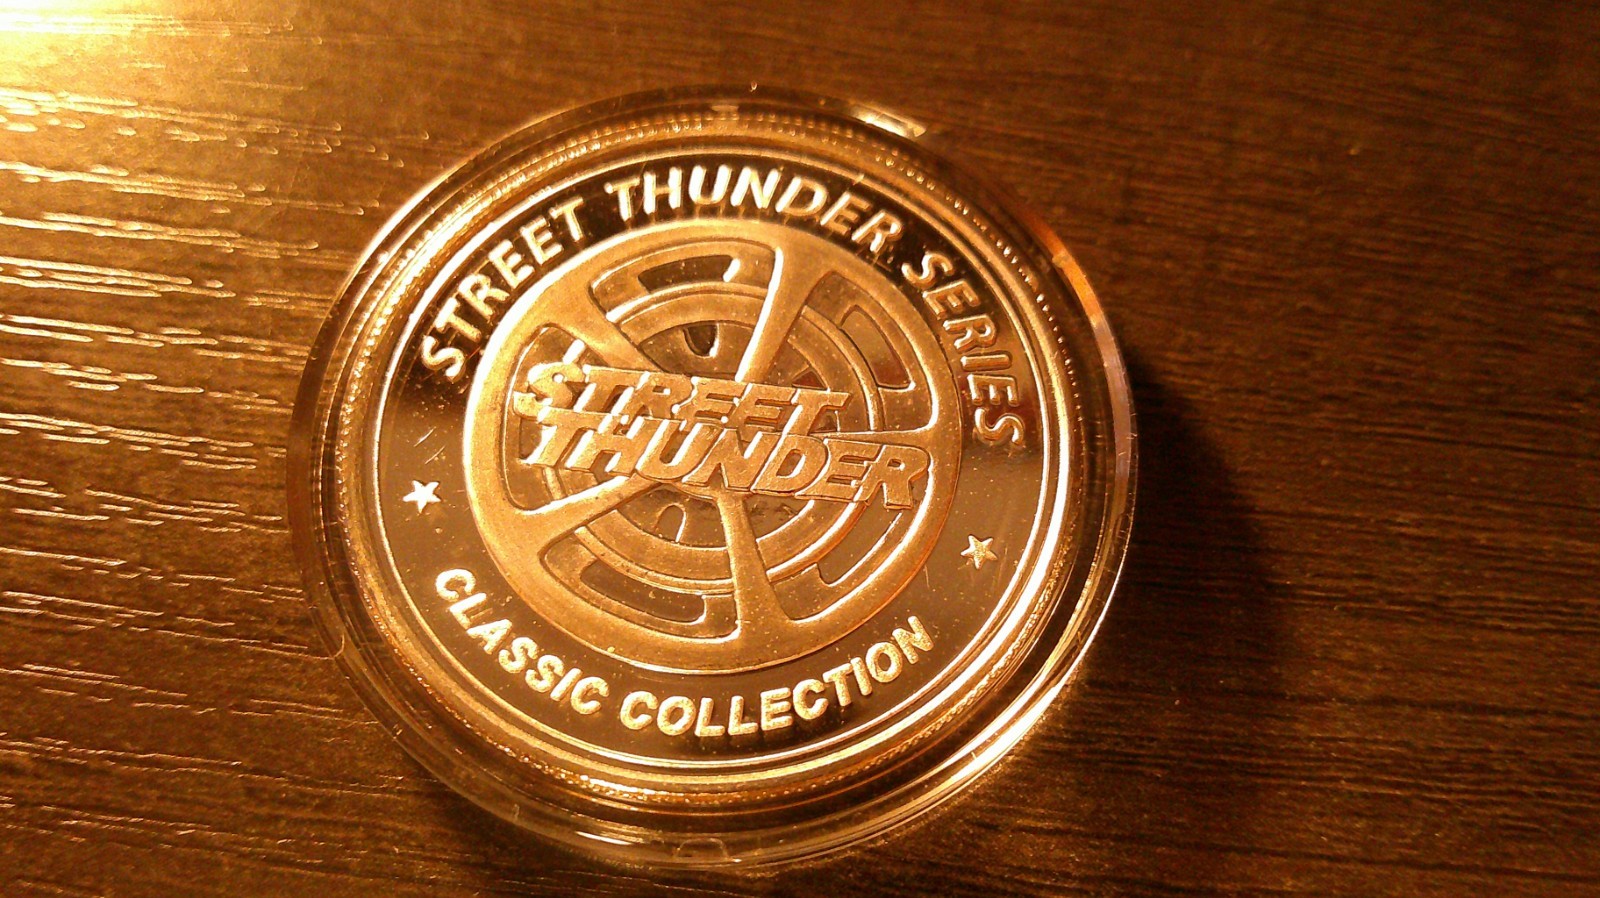 STREET THUNDER SERIES
STREET
THUNDER
CLASSIC COLLECTION